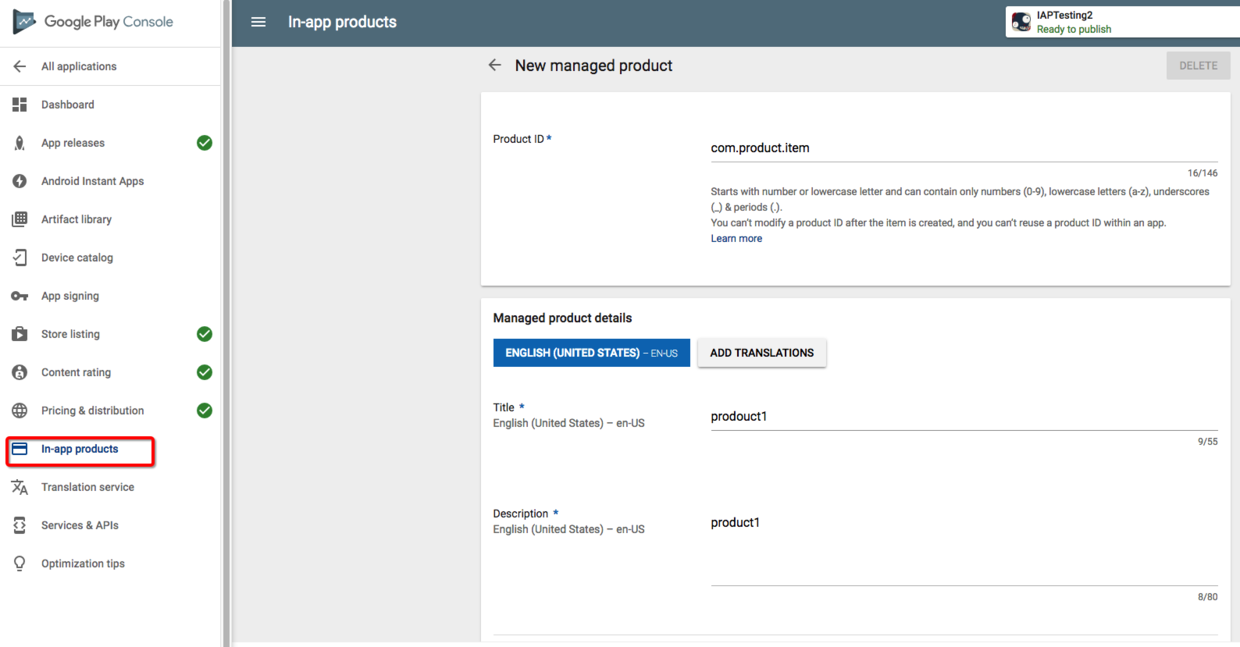 Google Play Console
In-app products
IAPTesting2
Ready to publish
All applications
Dashboard
App releases
Android Instant Apps
Artifact library
Device catalog
App signing
Store listing
Content rating
Pricing & distribution
In-app products
Translation service
Services & APIs
Optimization tips
New managed product
DELETE
Product ID *
com.product.item
16/146
Starts with number or lowercase letter and can contain only numbers (0-9), lowercase letters (a-z), underscores
(_) & periods (.).
You can't modify a product ID after the item is created, and you can't reuse a product ID within an app.
Learn more
Managed product details
ENGLISH (UNITED STATES) – EN-US
ADD TRANSLATIONS
Title *
English (United States) – en-US
prodouct1
9/55
Description *
English (United States) – en-US
product1
8/80